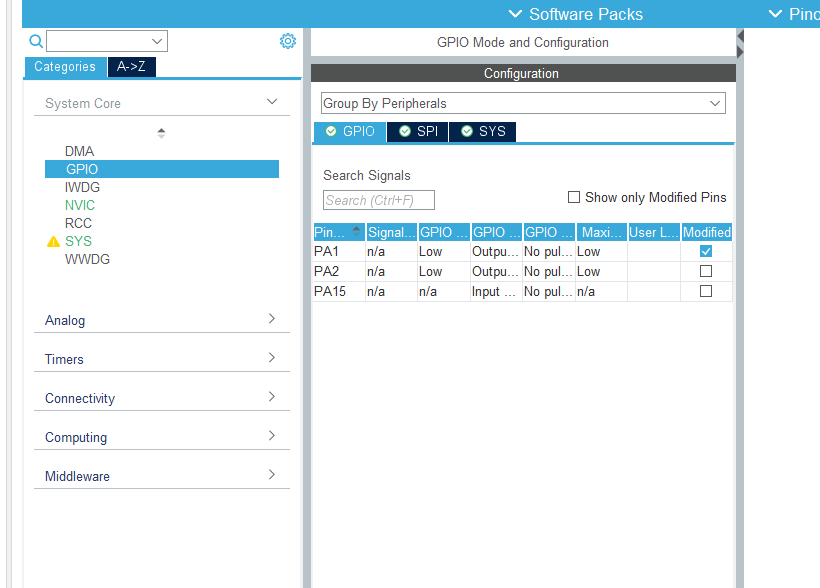 Software Packs
Pinc
GPIO Mode and Configuration
Categories
A->Z
Configuration
System Core
Group By Peripherals
GPIO
SPI
SYS
DMA
GPIO
IWDG
NVIC
RCC
SYS
WWDG
Search Signals
Search (Ctrl+F)
Show only Modified Pins
Pin... Signal... GPIO ... GPIO ... GPIO ... Maxi... User L... Modified
PA1 n/a Low Outpu... No pul... Low
PA2 n/a Low Outpu... No pul... Low
PA15 n/a n/a Input ... No pul... n/a
Analog
Timers
Connectivity
Computing
Middleware